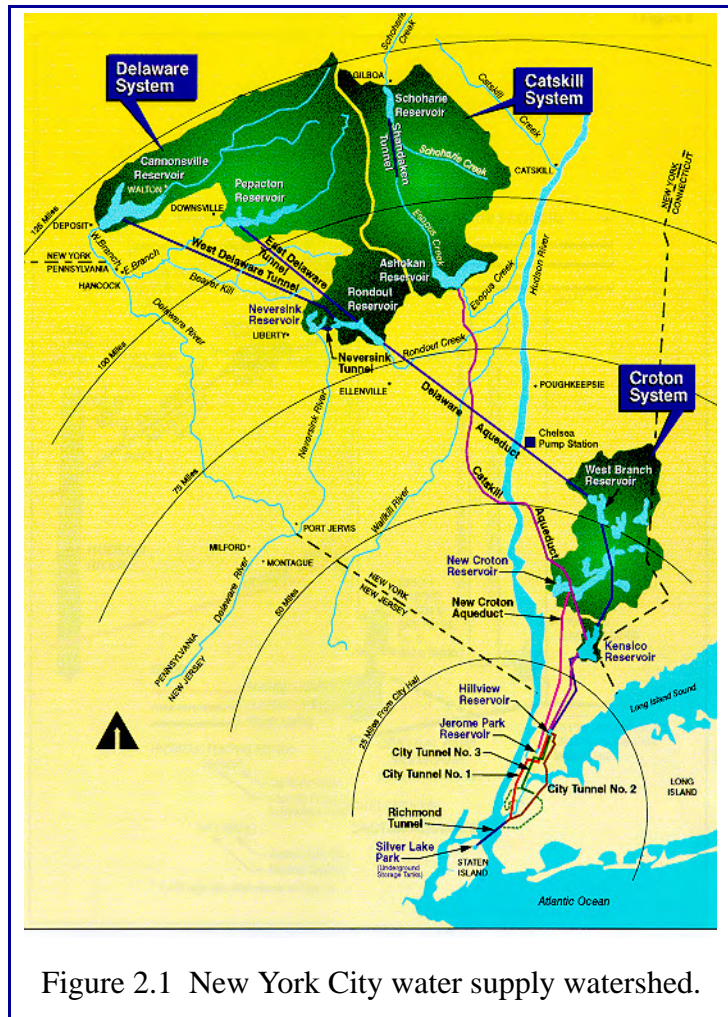 Schoharie
Creek
Delaware
System
GILBOA
Catskill
System
Schoharie
Reservoir
Catskill
Creek
Shandaken
Tunnel
Schoharie Creek
CATSKILL
NEW YORK
CONNECTICUT
Cannonsville
Reservoir
WALTON
Pepacton
Reservoir
DOWNSVILLE
125 Miles
DEPOSIT
W. Branch
E. Branch
NEW YORK
PENNSYLVANIA
HANCOCK
East Delaware
Tunnel
West Delaware Tunnel
Beaver Kill
Esopus
Creek
Ashokan
Reservoir
Rondout
Reservoir
Esopus Creek
Hudson River
Neversink
Reservoir
LIBERTY
Neversink
Tunnel
Rondout Creek
Delaware River
100 Miles
ELLENVILLE
Delaware
Aqueduct
POUGHKEEPSIE
Croton
System
Chelsea
Pump Station
Neversink River
Catskill
Aqueduct
West Branch
Reservoir
75 Miles
Wallkill River
PORT JERVIS
MILFORD
MONTAGUE
Delaware River
NEW YORK
NEW JERSEY
50 Miles
New Croton
Reservoir
New Croton
Aqueduct
Kensico
Reservoir
PENNSYLVANIA
NEW JERSEY
25 Miles From City Hall
Hillview
Reservoir
Long Island Sound
Jerome Park
Reservoir
City Tunnel No. 3
City Tunnel No. 1
City Tunnel No. 2
LONG
ISLAND
Richmond
Tunnel
Silver Lake
Park
(Underground
Storage Tanks)
STATEN
ISLAND
Atlantic Ocean
Figure 2.1 New York City water supply watershed.